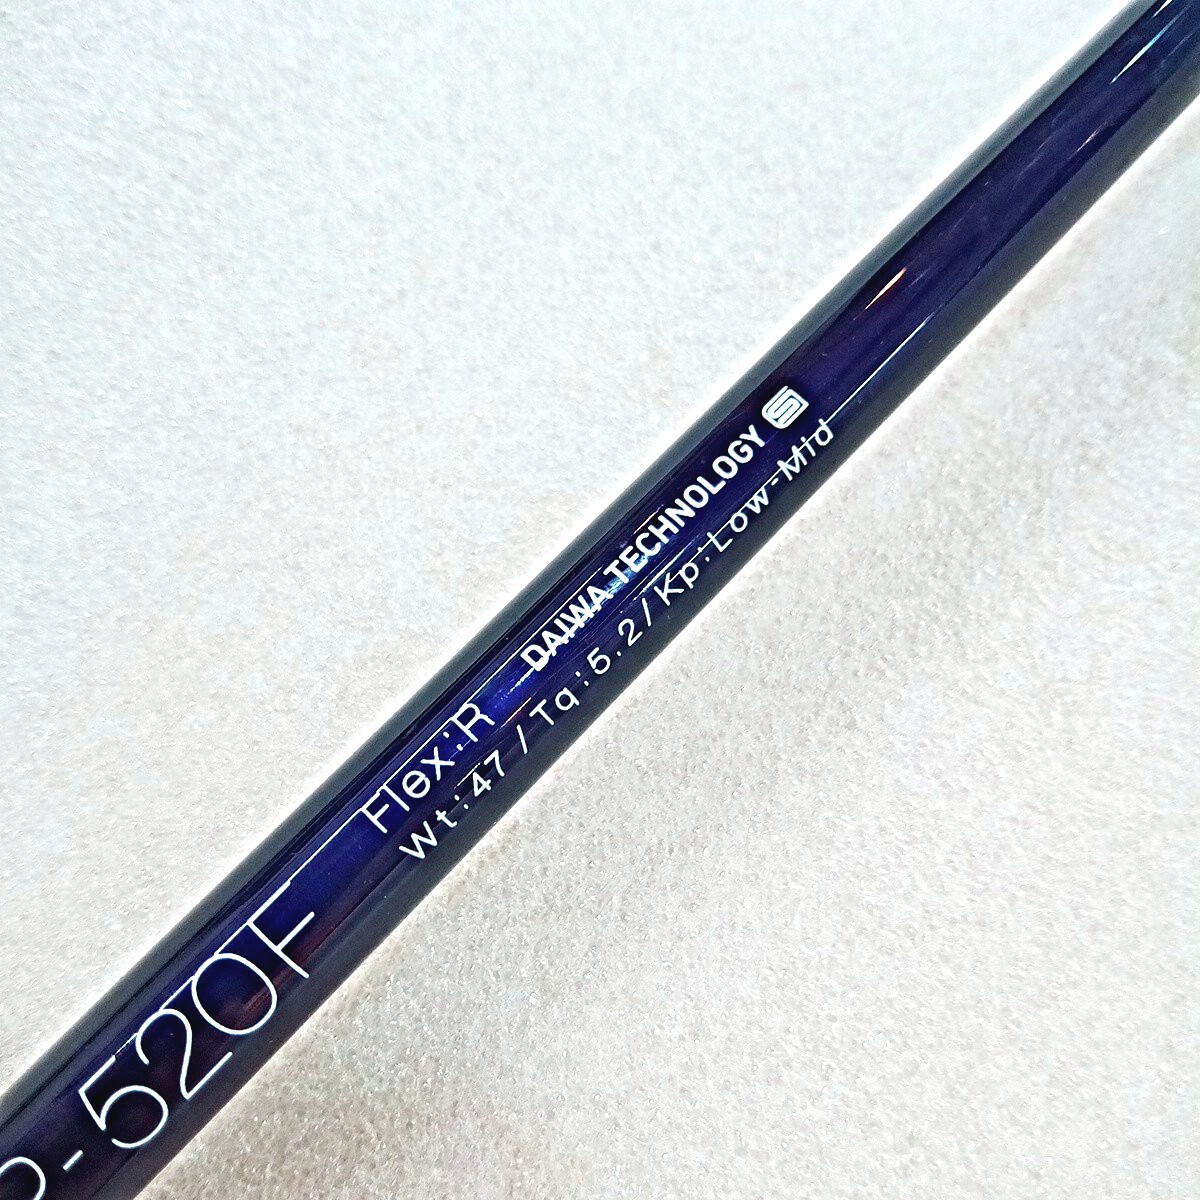 -520F
Flex:R
DAIWA TECHNOLOGY
Wt:47/Tq:5.2/Kp:Low-Mid